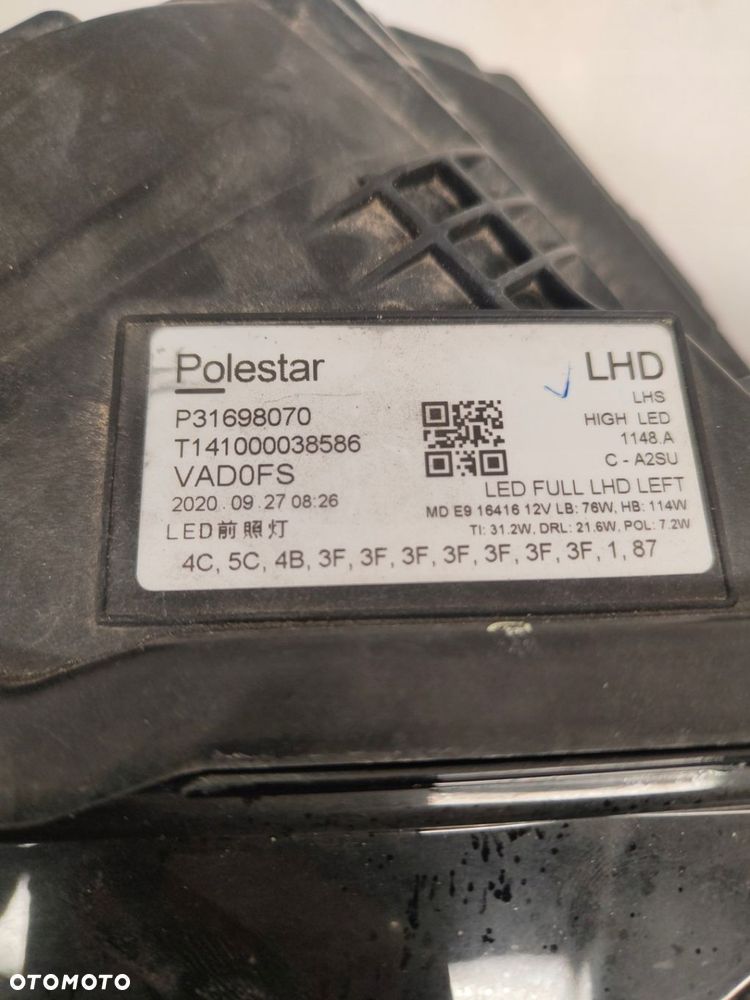 Polestar
P31698070
T141000038586
VAD0FS
2020.09.27 08:26
LED前照灯
LHD
LHS
HIGH LED
1148.A
C - A2SU
LED FULL LHD LEFT
MD E9 16416 12V LB: 76W, HB: 114W
TI: 31.2W, DRL: 21.6W, POL: 7.2W
4C, 5C, 4B, 3F, 3F, 3F, 3F, 3F, 3F, 3F, 1, 87
OTOMOTO